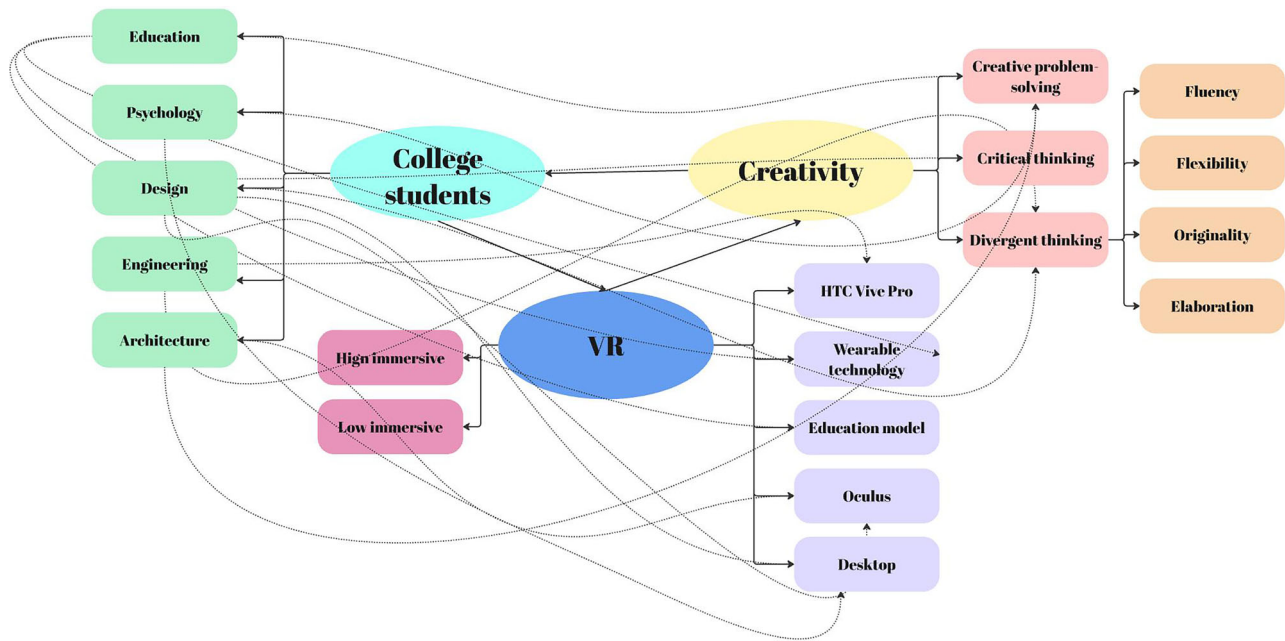 Education
Psychology
Design
Engineering
Architecture
College
students
Creativity
VR
Hign immersive
Low immersive
Creative problem-
solving
Critical thinking
Divergent thinking
Fluency
Flexibility
Originality
Elaboration
HTC Vive Pro
Wearable
technology
Education model
Oculus
Desktop